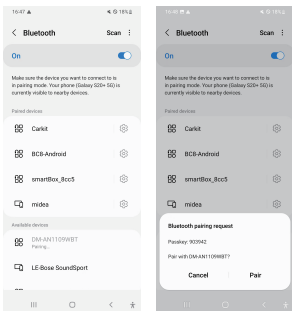 16:47
18%
Bluetooth
Scan
On
Make sure the device you want to connect to is
in pairing mode. Your phone (Galaxy S20+ 5G) is
currently visible to nearby devices.
Paired devices
Carkit
BC8-Android
smartBox_8cc5
midea
Available devices
DM-AN1109WBT
Pairing...
LE-Bose SoundSport
16:48
18%
Bluetooth
Scan
On
Make sure the device you want to connect to is
in pairing mode. Your phone (Galaxy S20+ 5G) is
currently visible to nearby devices.
Paired devices
Carkit
BC8-Android
smartBox_8cc5
midea
Bluetooth pairing request
Passkey: 903942
Pair with DM-AN1109WBT?
Cancel
Pair